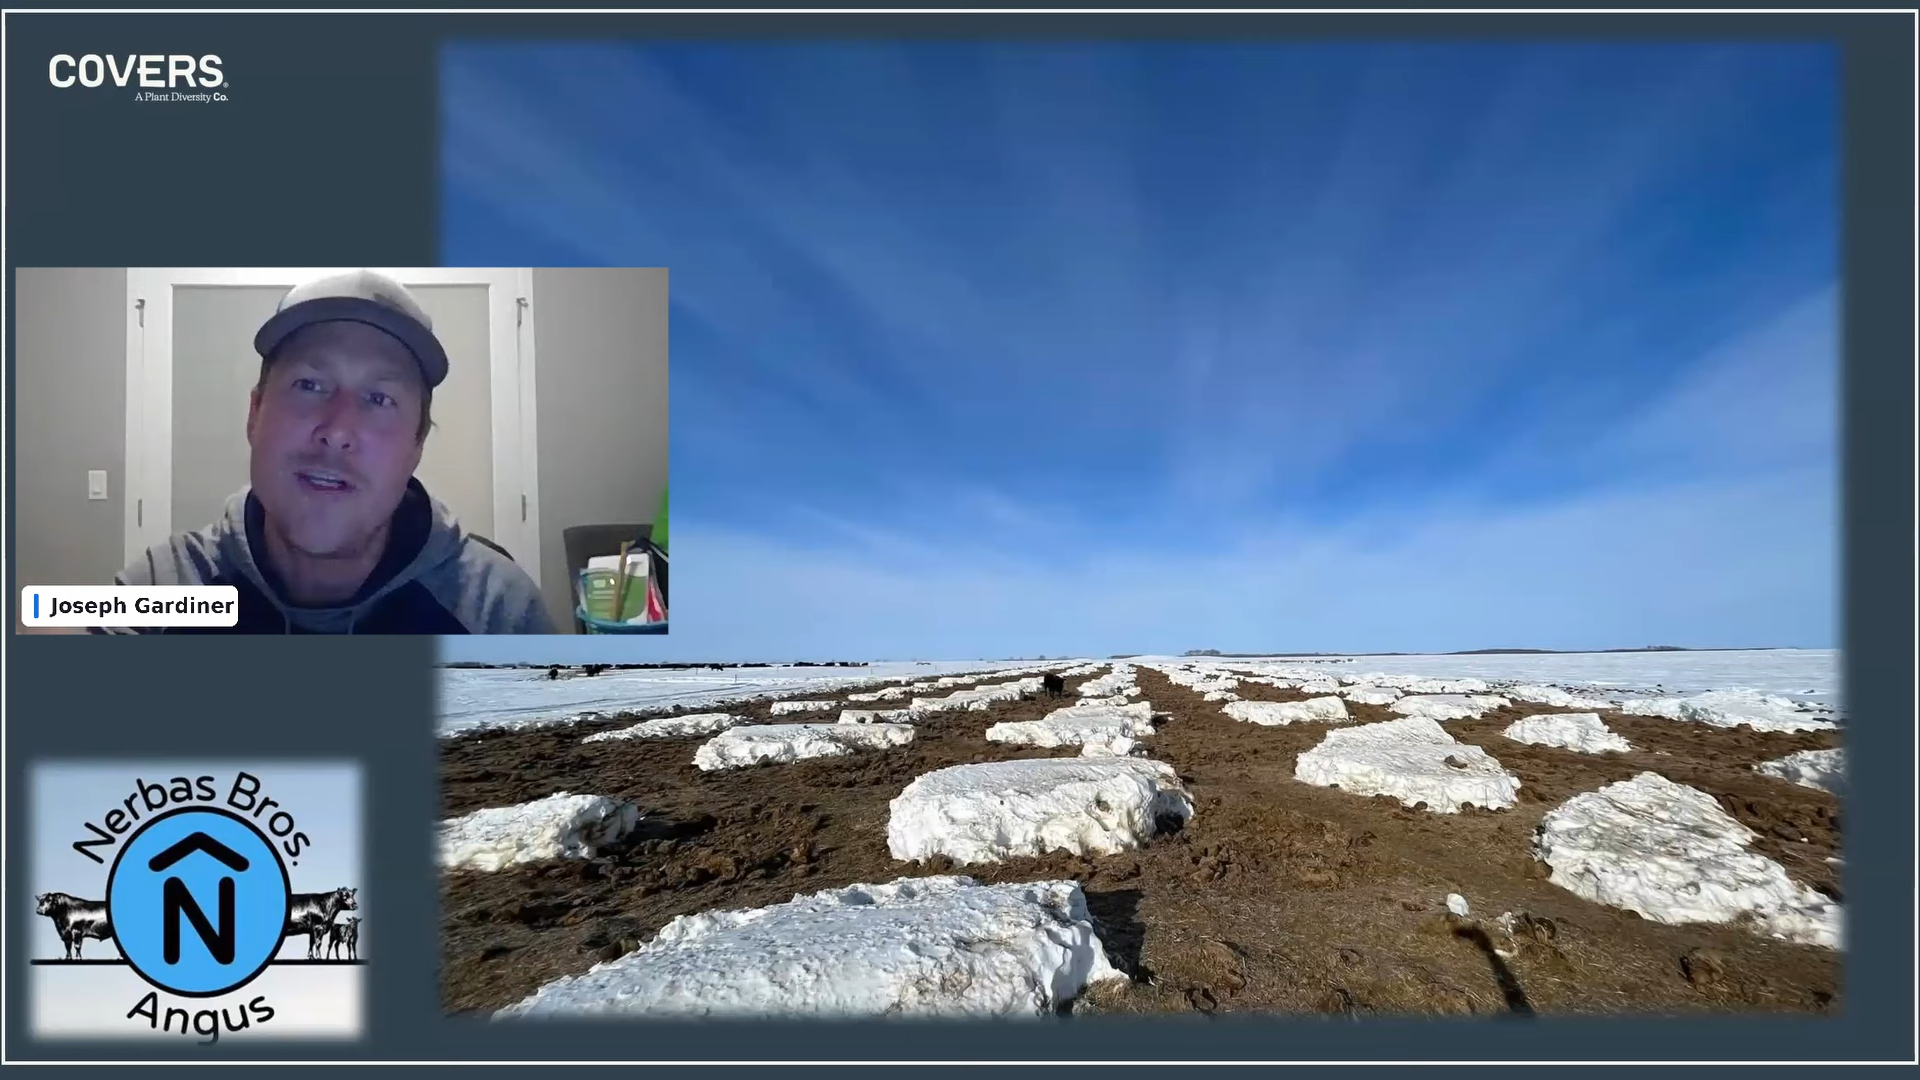 COVERS®
A Plant Diversity Co.
Joseph Gardiner
Nerbas Bros.
N
Angus